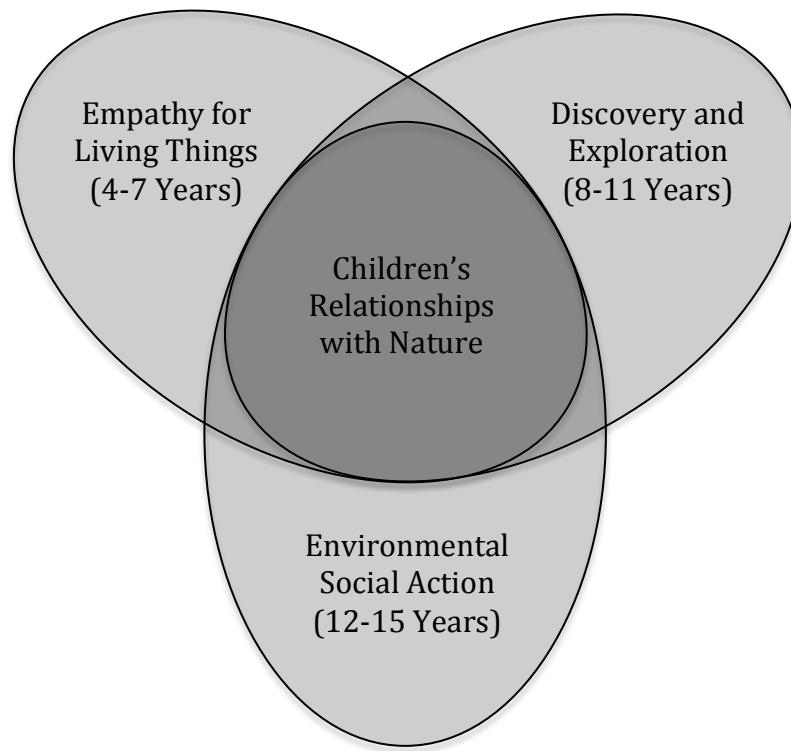 Empathy for
Living Things
(4-7 Years)
Discovery and
Exploration
(8-11 Years)
Children’s
Relationships
with Nature
Environmental
Social Action
(12-15 Years)